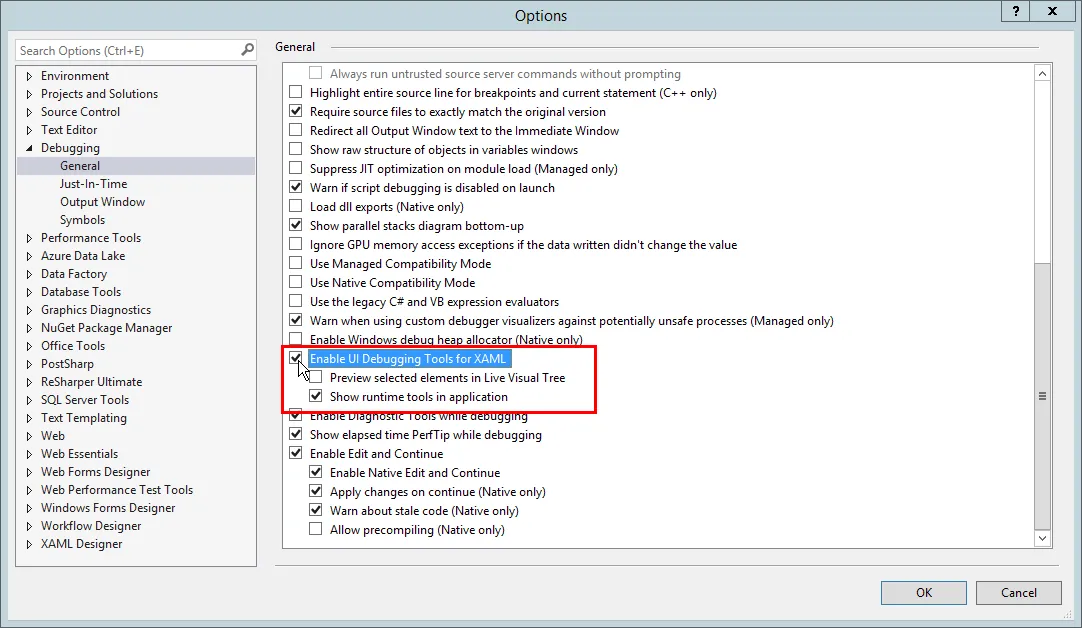 Options
?
x
Search Options (Ctrl+E)
Environment
Projects and Solutions
Source Control
Text Editor
Debugging
General
Just-In-Time
Output Window
Symbols
Performance Tools
Azure Data Lake
Data Factory
Database Tools
Graphics Diagnostics
NuGet Package Manager
Office Tools
PostSharp
ReSharper Ultimate
SQL Server Tools
Text Templating
Web
Web Essentials
Web Forms Designer
Web Performance Test Tools
Windows Forms Designer
Workflow Designer
XAML Designer
General
Always run untrusted source server commands without prompting
Highlight entire source line for breakpoints and current statement (C++ only)
Require source files to exactly match the original version
Redirect all Output Window text to the Immediate Window
Show raw structure of objects in variables windows
Suppress JIT optimization on module load (Managed only)
Warn if script debugging is disabled on launch
Load dll exports (Native only)
Show parallel stacks diagram bottom-up
Ignore GPU memory access exceptions if the data written didn't change the value
Use Managed Compatibility Mode
Use Native Compatibility Mode
Use the legacy C# and VB expression evaluators
Warn when using custom debugger visualizers against potentially unsafe processes (Managed only)
Enable Windows debug heap allocator (Native only)
Enable UI Debugging Tools for XAML
Preview selected elements in Live Visual Tree
Show runtime tools in application
Enable Diagnostic Tools while debugging
Show elapsed time PerfTip while debugging
Enable Edit and Continue
Enable Native Edit and Continue
Apply changes on continue (Native only)
Warn about stale code (Native only)
Allow precompiling (Native only)
OK
Cancel